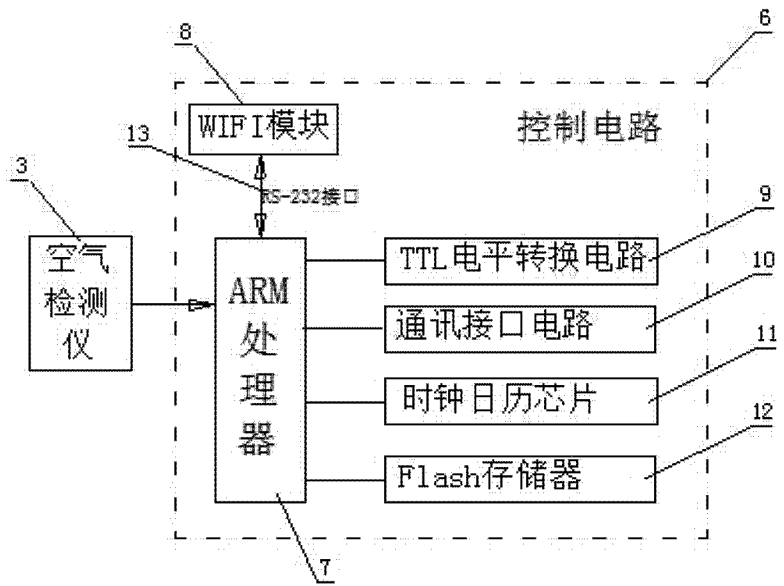 8
6
WIFI模块
控制电路
13
RS-232接口
3
9
空气
检测
仪
TTL电平转换电路
10
ARM
处
理
器
通讯接口电路
11
时钟日历芯片
12
Flash存储器
7